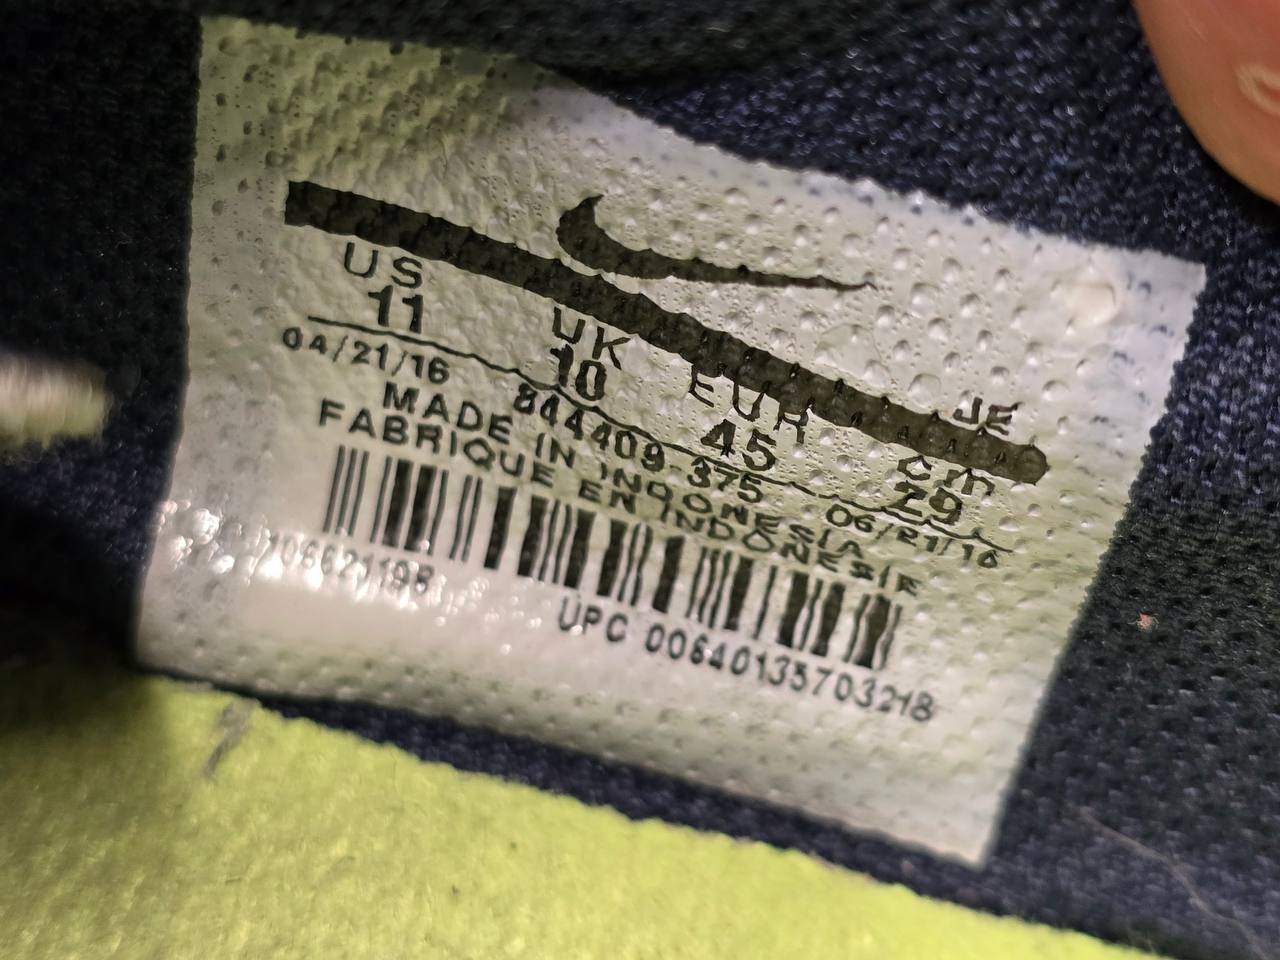 US UK EUR cm
11 10 45 29
04/21/16 844409 375 06/21/16
MADE IN INDONESIA
FABRIQUE EN INDONESIE
UPC 00640135703218